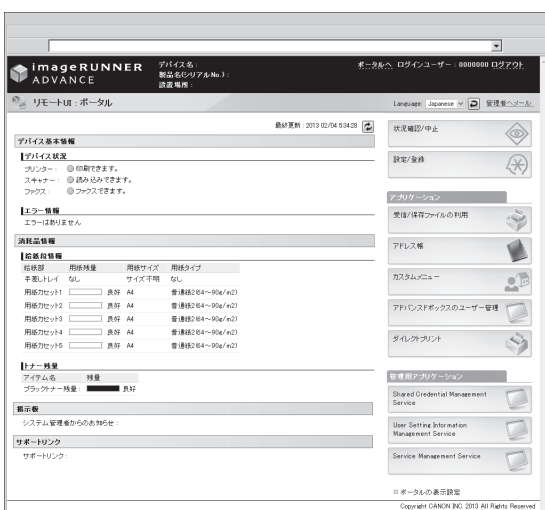 imageRUNNER
ADVANCE
デバイス名:
製品名(シリアルNo.):
設置場所:
ポータルへ ログインユーザー: 0000000 ログアウト
リモートUI : ポータル
Language: Japanese 管理者へメール
最終更新: 2013 02/04 5:34:28
デバイス基本情報
デバイス状況
プリンター: 印刷できます。
スキャナー: 読み込みできます。
ファクス: ファクスできます。
エラー情報
エラーはありません
消耗品情報
給紙段情報
給紙部 用紙残量 用紙サイズ 用紙タイプ
手差しトレイ なし サイズ不明 なし
用紙カセット1 良好 A4 普通紙2(64〜90g/m2)
用紙カセット2 良好 A4 普通紙2(64〜90g/m2)
用紙カセット3 良好 A4 普通紙2(64〜90g/m2)
用紙カセット4 良好 A4 普通紙2(64〜90g/m2)
用紙カセット5 良好 A4 普通紙2(64〜90g/m2)
トナー残量
アイテム名 残量
ブラックトナー残量: 良好
掲示板
システム管理者からのお知らせ:
サポートリンク
サポートリンク:
状況確認/中止
設定/登録
アプリケーション
受信/保存ファイルの利用
アドレス帳
カスタムメニュー
アドバンスドボックスのユーザー管理
ダイレクトプリント
管理用アプリケーション
Shared Credential Management
Service
User Setting Information
Management Service
Service Management Service
ポータルの表示設定
Copyright CANON INC. 2013 All Rights Reserved